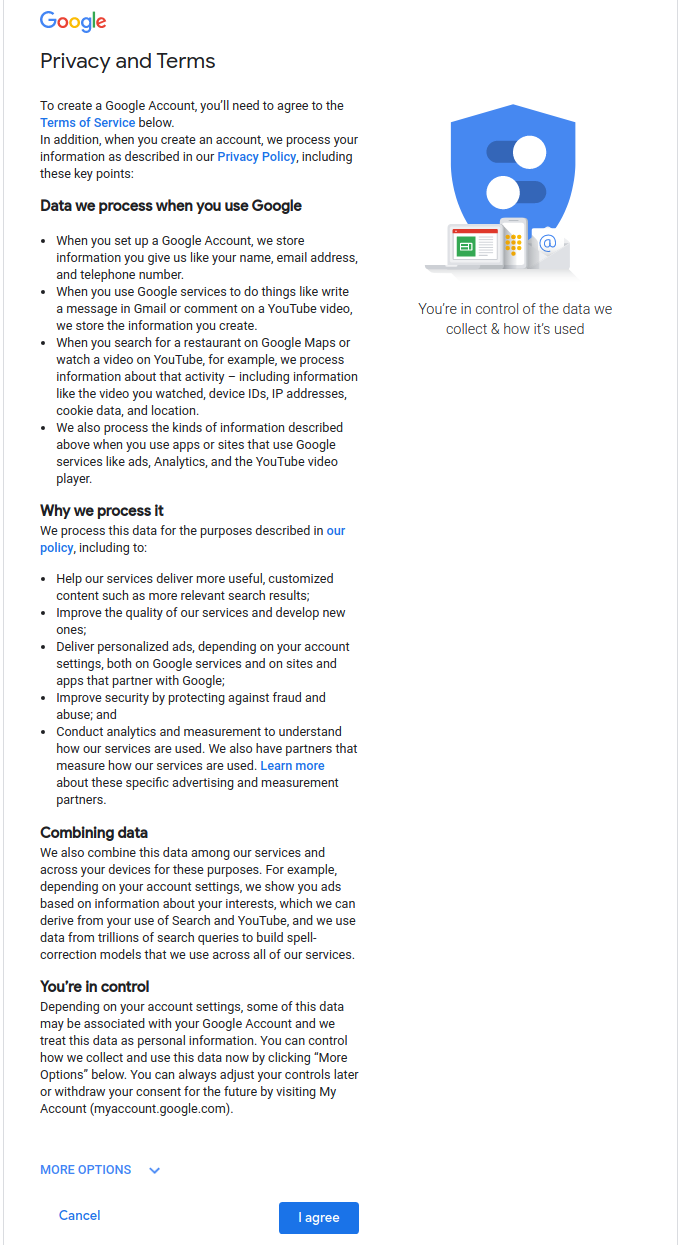 Google
Privacy and Terms
To create a Google Account, you’ll need to agree to the
Terms of Service below.
In addition, when you create an account, we process your
information as described in our Privacy Policy, including
these key points:
Data we process when you use Google
• When you set up a Google Account, we store
information you give us like your name, email address,
and telephone number.
• When you use Google services to do things like write
a message in Gmail or comment on a YouTube video,
we store the information you create.
• When you search for a restaurant on Google Maps or
watch a video on YouTube, for example, we process
information about that activity – including information
like the video you watched, device IDs, IP addresses,
cookie data, and location.
• We also process the kinds of information described
above when you use apps or sites that use Google
services like ads, Analytics, and the YouTube video
player.
Why we process it
We process this data for the purposes described in our
policy, including to:
• Help our services deliver more useful, customized
content such as more relevant search results;
• Improve the quality of our services and develop new
ones;
• Deliver personalized ads, depending on your account
settings, both on Google services and on sites and
apps that partner with Google;
• Improve security by protecting against fraud and
abuse; and
• Conduct analytics and measurement to understand
how our services are used. We also have partners that
measure how our services are used. Learn more
about these specific advertising and measurement
partners.
Combining data
We also combine this data among our services and
across your devices for these purposes. For example,
depending on your account settings, we show you ads
based on information about your interests, which we can
derive from your use of Search and YouTube, and we use
data from trillions of search queries to build spell-
correction models that we use across all of our services.
You’re in control
Depending on your account settings, some of this data
may be associated with your Google Account and we
treat this data as personal information. You can control
how we collect and use this data now by clicking “More
Options” below. You can always adjust your controls later
or withdraw your consent for the future by visiting My
Account (myaccount.google.com).
MORE OPTIONS
Cancel
I agree
@
You’re in control of the data we
collect & how it’s used